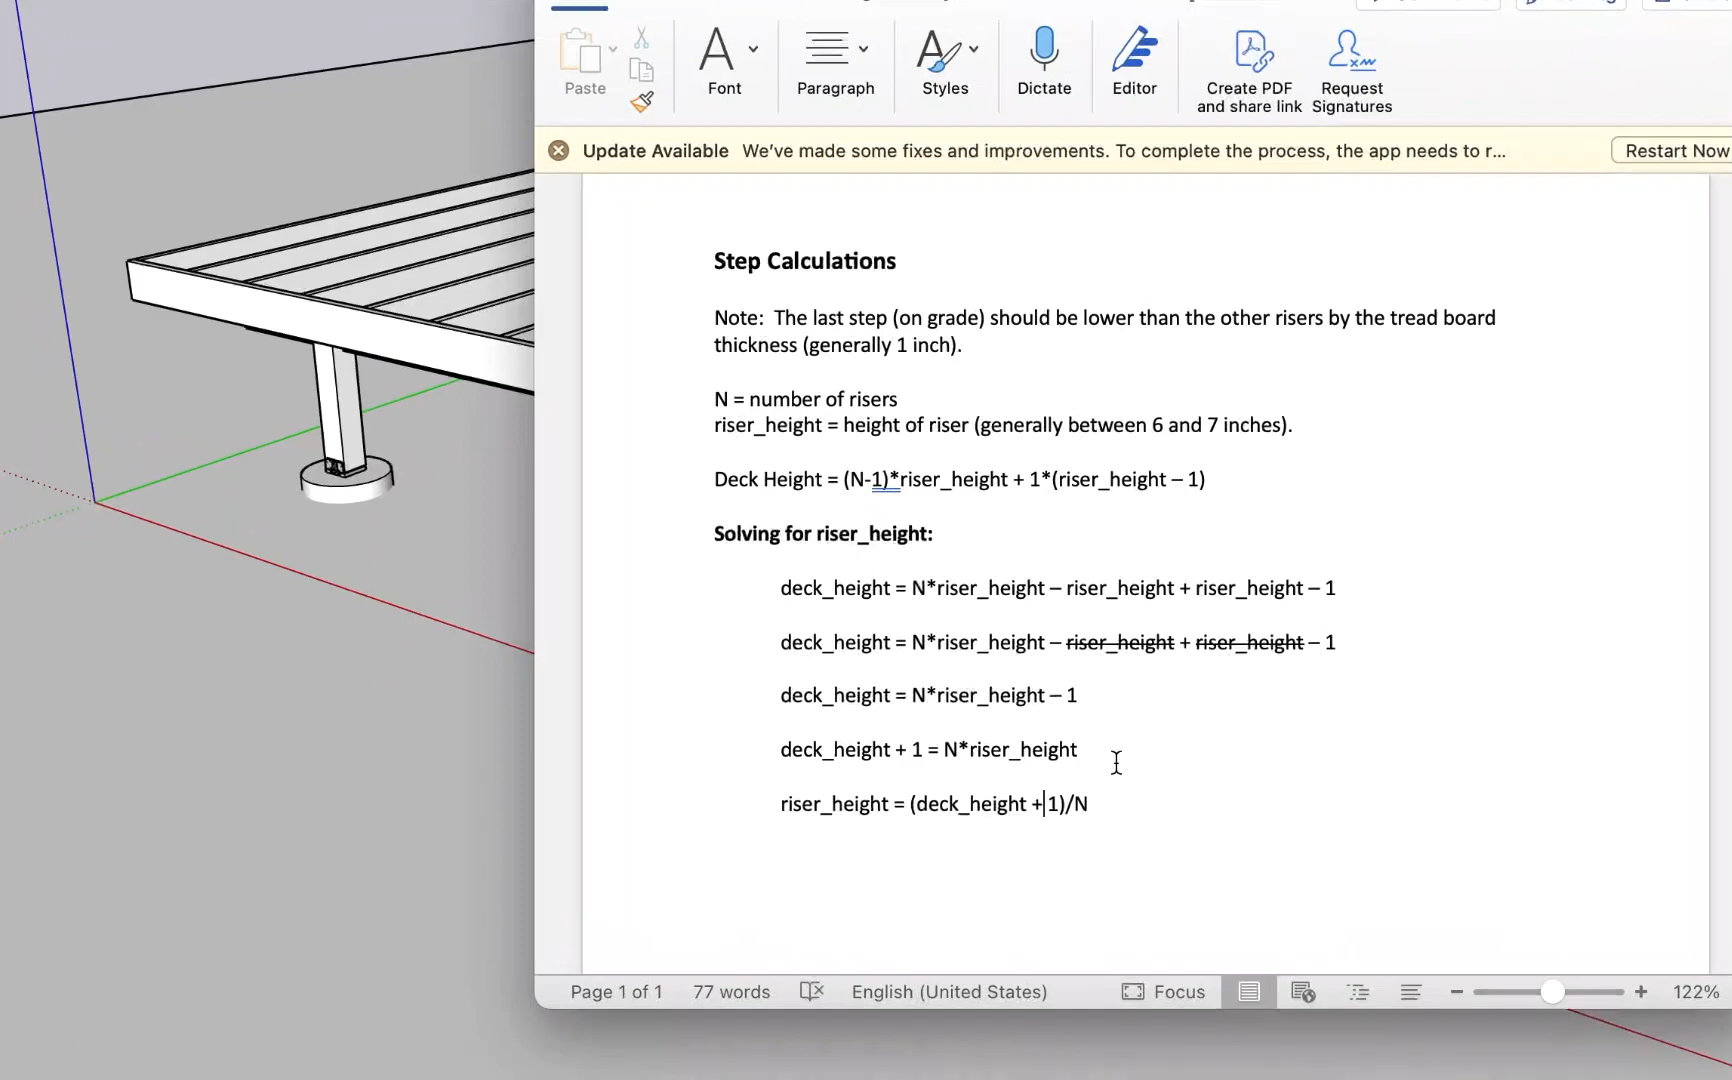 Paste
Font
Paragraph
Styles
Dictate
Editor
Create PDF
and share link
Request
Signatures
Update Available We've made some fixes and improvements. To complete the process, the app needs to r...
Restart Now
Step Calculations
Note: The last step (on grade) should be lower than the other risers by the tread board
thickness (generally 1 inch).
N = number of risers
riser_height = height of riser (generally between 6 and 7 inches).
Deck Height = (N-1)*riser_height + 1*(riser_height – 1)
Solving for riser_height:
deck_height = N*riser_height – riser_height + riser_height – 1
deck_height = N*riser_height – riser_height + riser_height – 1
deck_height = N*riser_height – 1
deck_height + 1 = N*riser_height
riser_height = (deck_height + 1)/N
Page 1 of 1
77 words
English (United States)
Focus
122%